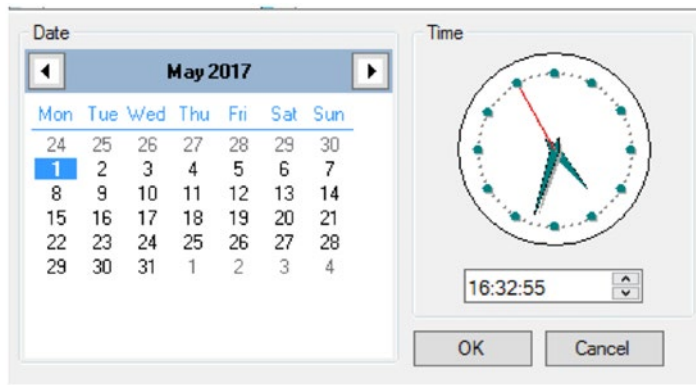 Date
May 2017
Mon Tue Wed Thu Fri Sat Sun
24 25 26 27 28 29 30
1 2 3 4 5 6 7
8 9 10 11 12 13 14
15 16 17 18 19 20 21
22 23 24 25 26 27 28
29 30 31 1 2 3 4
Time
16:32:55
OK Cancel